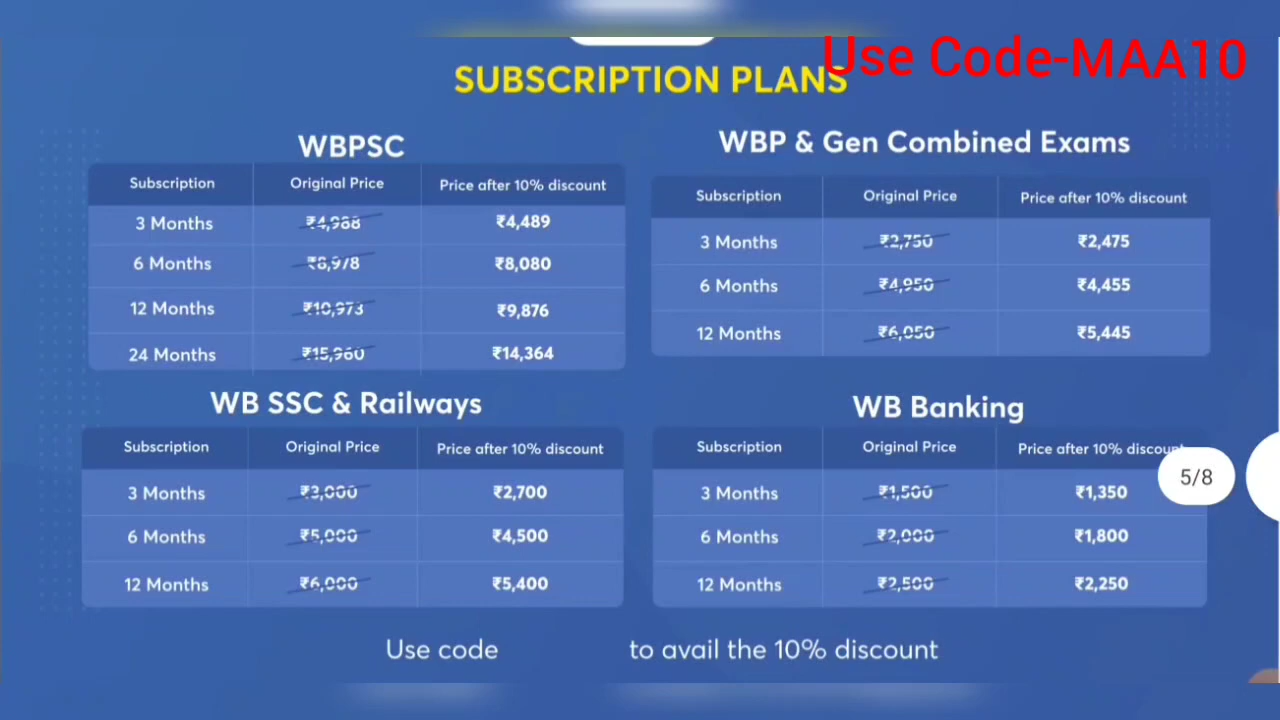 Use Code-MAA10
SUBSCRIPTION PLANS
WBPSC
Subscription Original Price Price after 10% discount
3 Months ₹4,988 ₹4,489
6 Months ₹8,978 ₹8,080
12 Months ₹10,973 ₹9,876
24 Months ₹15,960 ₹14,364
WBP & Gen Combined Exams
Subscription Original Price Price after 10% discount
3 Months ₹2,750 ₹2,475
6 Months ₹4,950 ₹4,455
12 Months ₹6,050 ₹5,445
WB SSC & Railways
Subscription Original Price Price after 10% discount
3 Months ₹3,000 ₹2,700
6 Months ₹5,000 ₹4,500
12 Months ₹6,000 ₹5,400
WB Banking
Subscription Original Price Price after 10% discount
3 Months ₹1,500 ₹1,350
6 Months ₹2,000 ₹1,800
12 Months ₹2,500 ₹2,250
5/8
Use code to avail the 10% discount